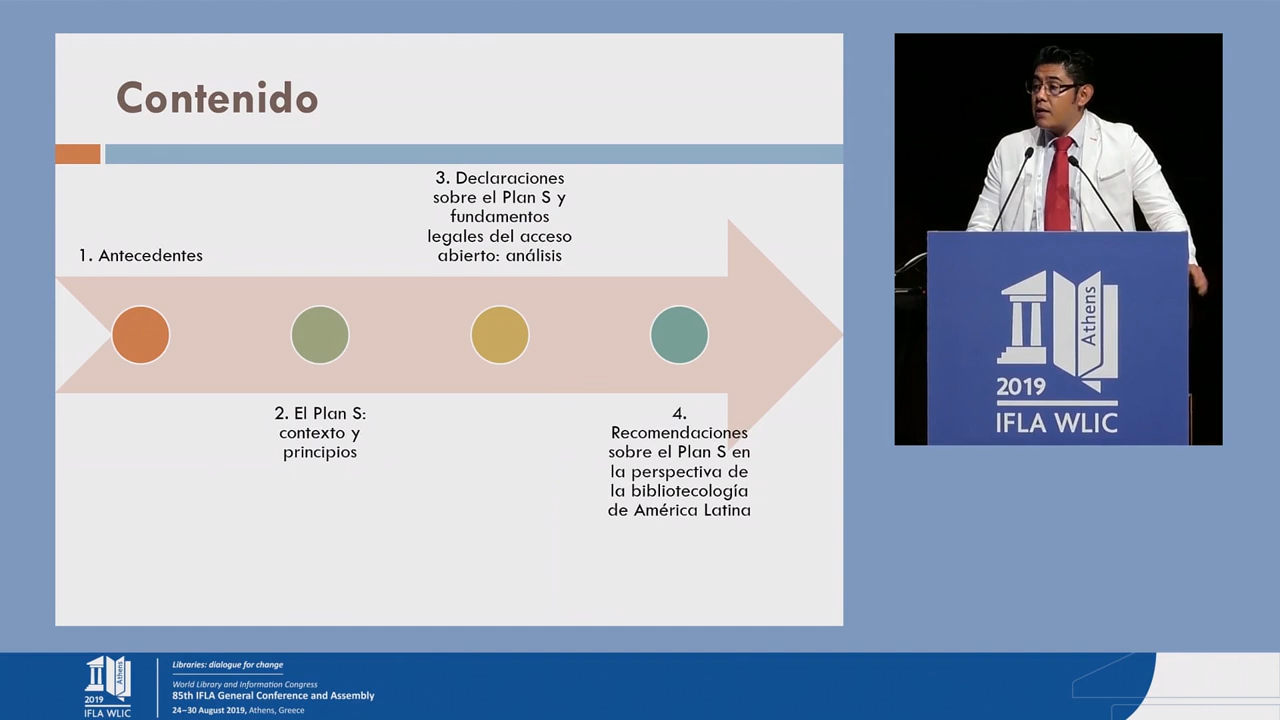 Contenido
1. Antecedentes
2. El Plan S:
contexto y
principios
3. Declaraciones
sobre el Plan S y
fundamentos
legales del acceso
abierto: análisis
4.
Recomendaciones
sobre el Plan S en
la perspectiva de
la bibliotecología
de América Latina
Athens
2019
IFLA WLIC
Athens
2019
IFLA WLIC
Libraries: dialogue for change
World Library and Information Congress
85th IFLA General Conference and Assembly
24–30 August 2019, Athens, Greece